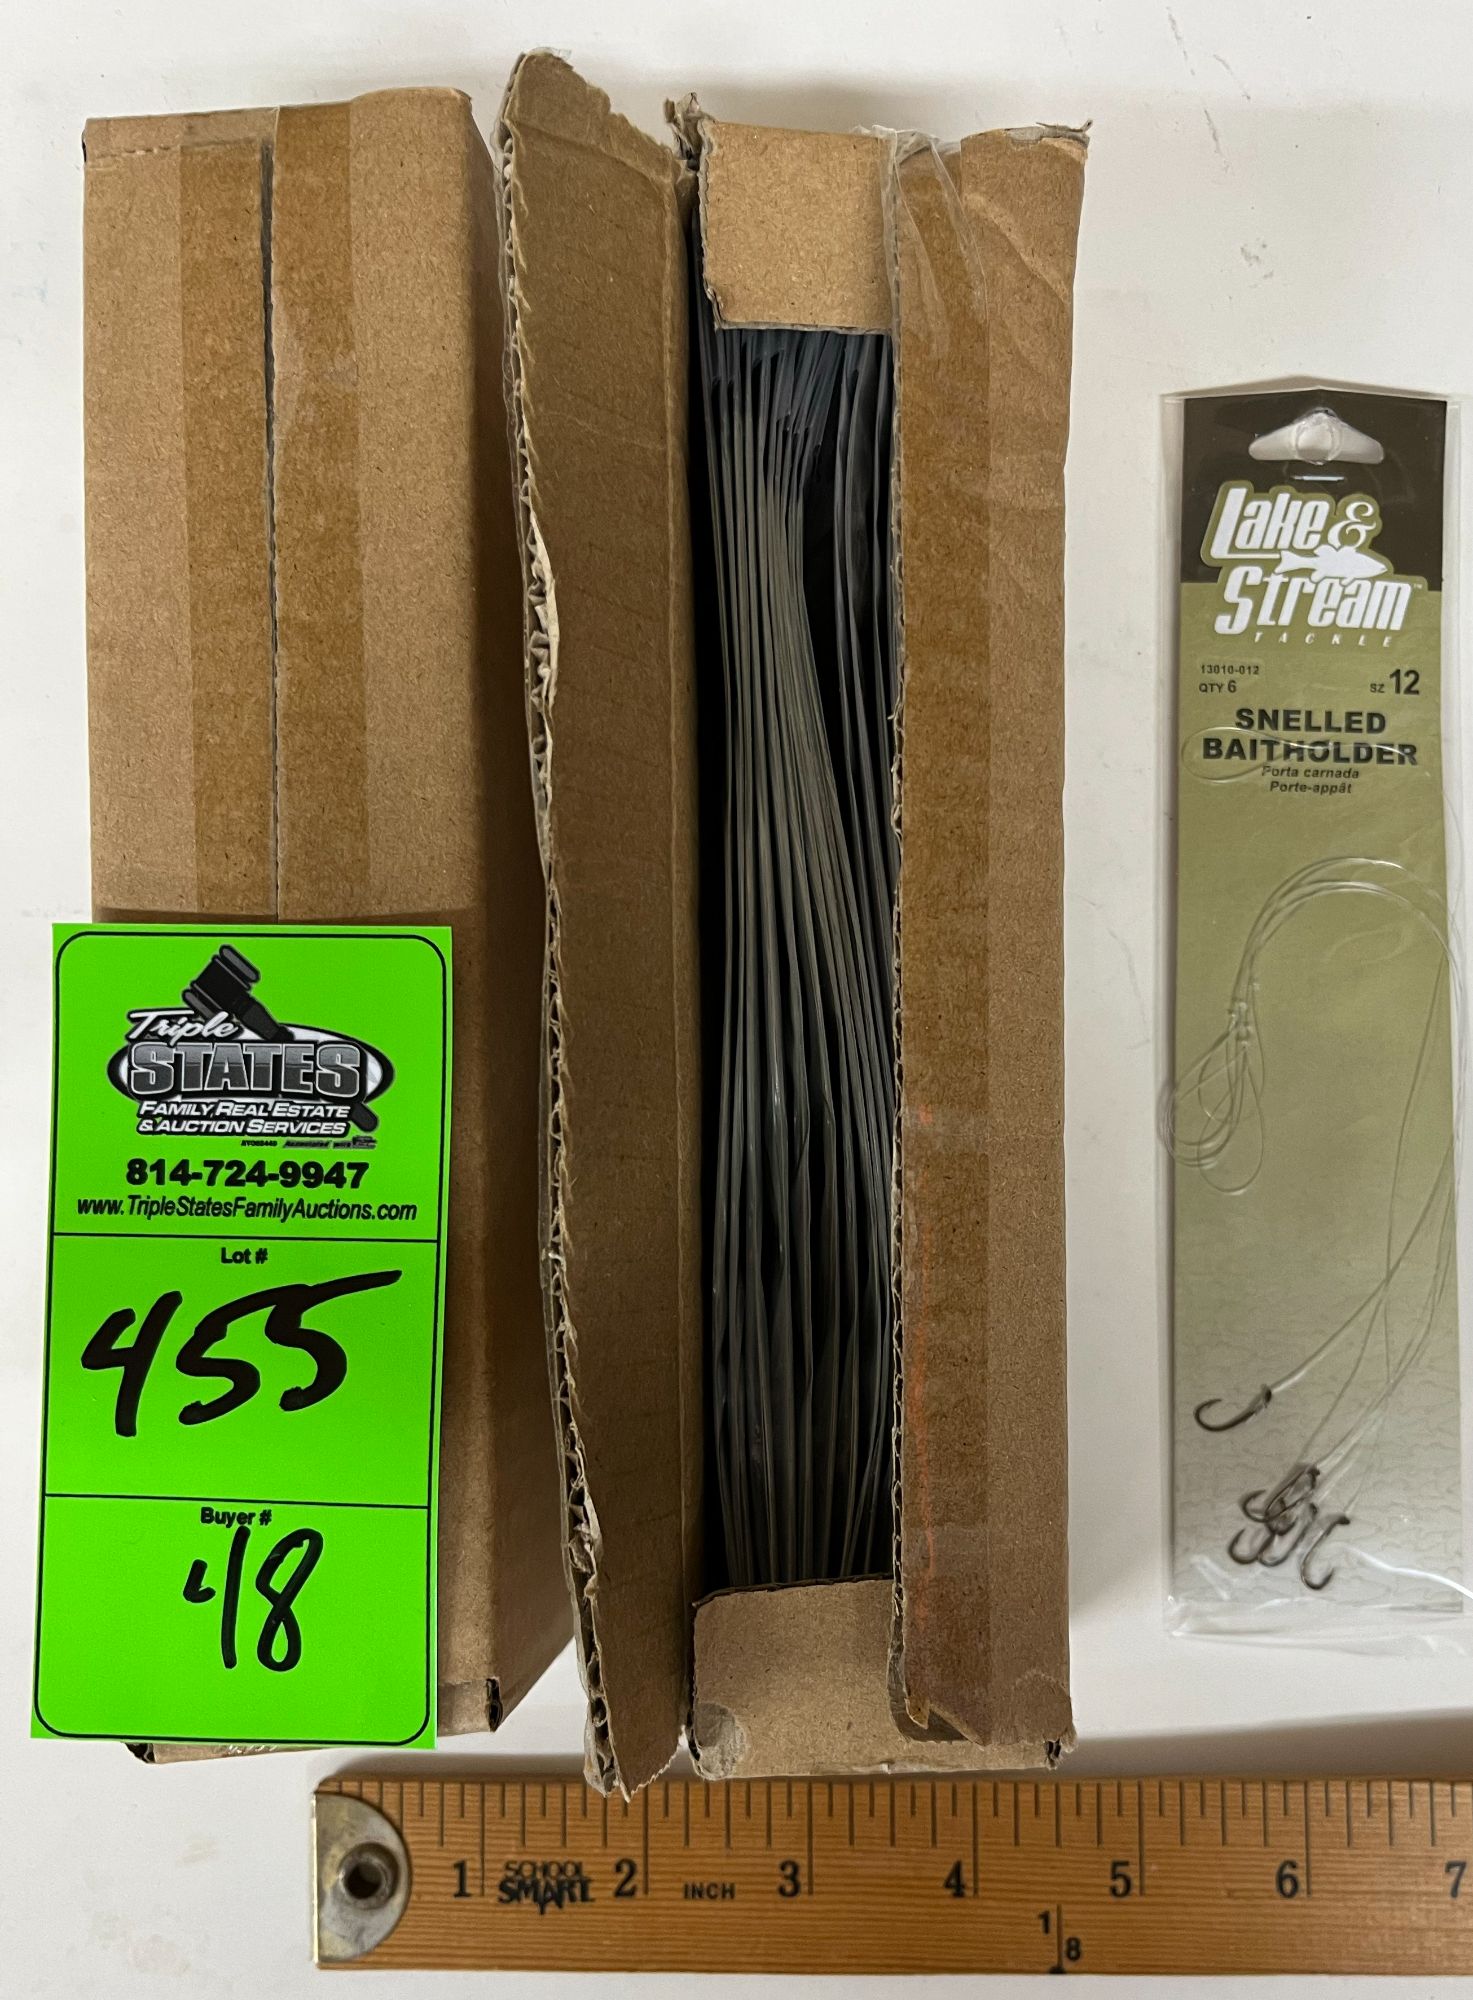 Triple
STATES
FAMILY REAL ESTATE
& AUCTION SERVICES
814-724-9947
www.TripleStatesFamilyAuctions.com
Lot #
455
Buyer #
48
Lake &
Stream
TACKLE
13010-012
QTY 6
SZ 12
SNELLED
BAITHOLDER
Porta carnada
Porte-appât
1 SCHOOL SMART 2 INCH 3 4 5 6 7
1 8